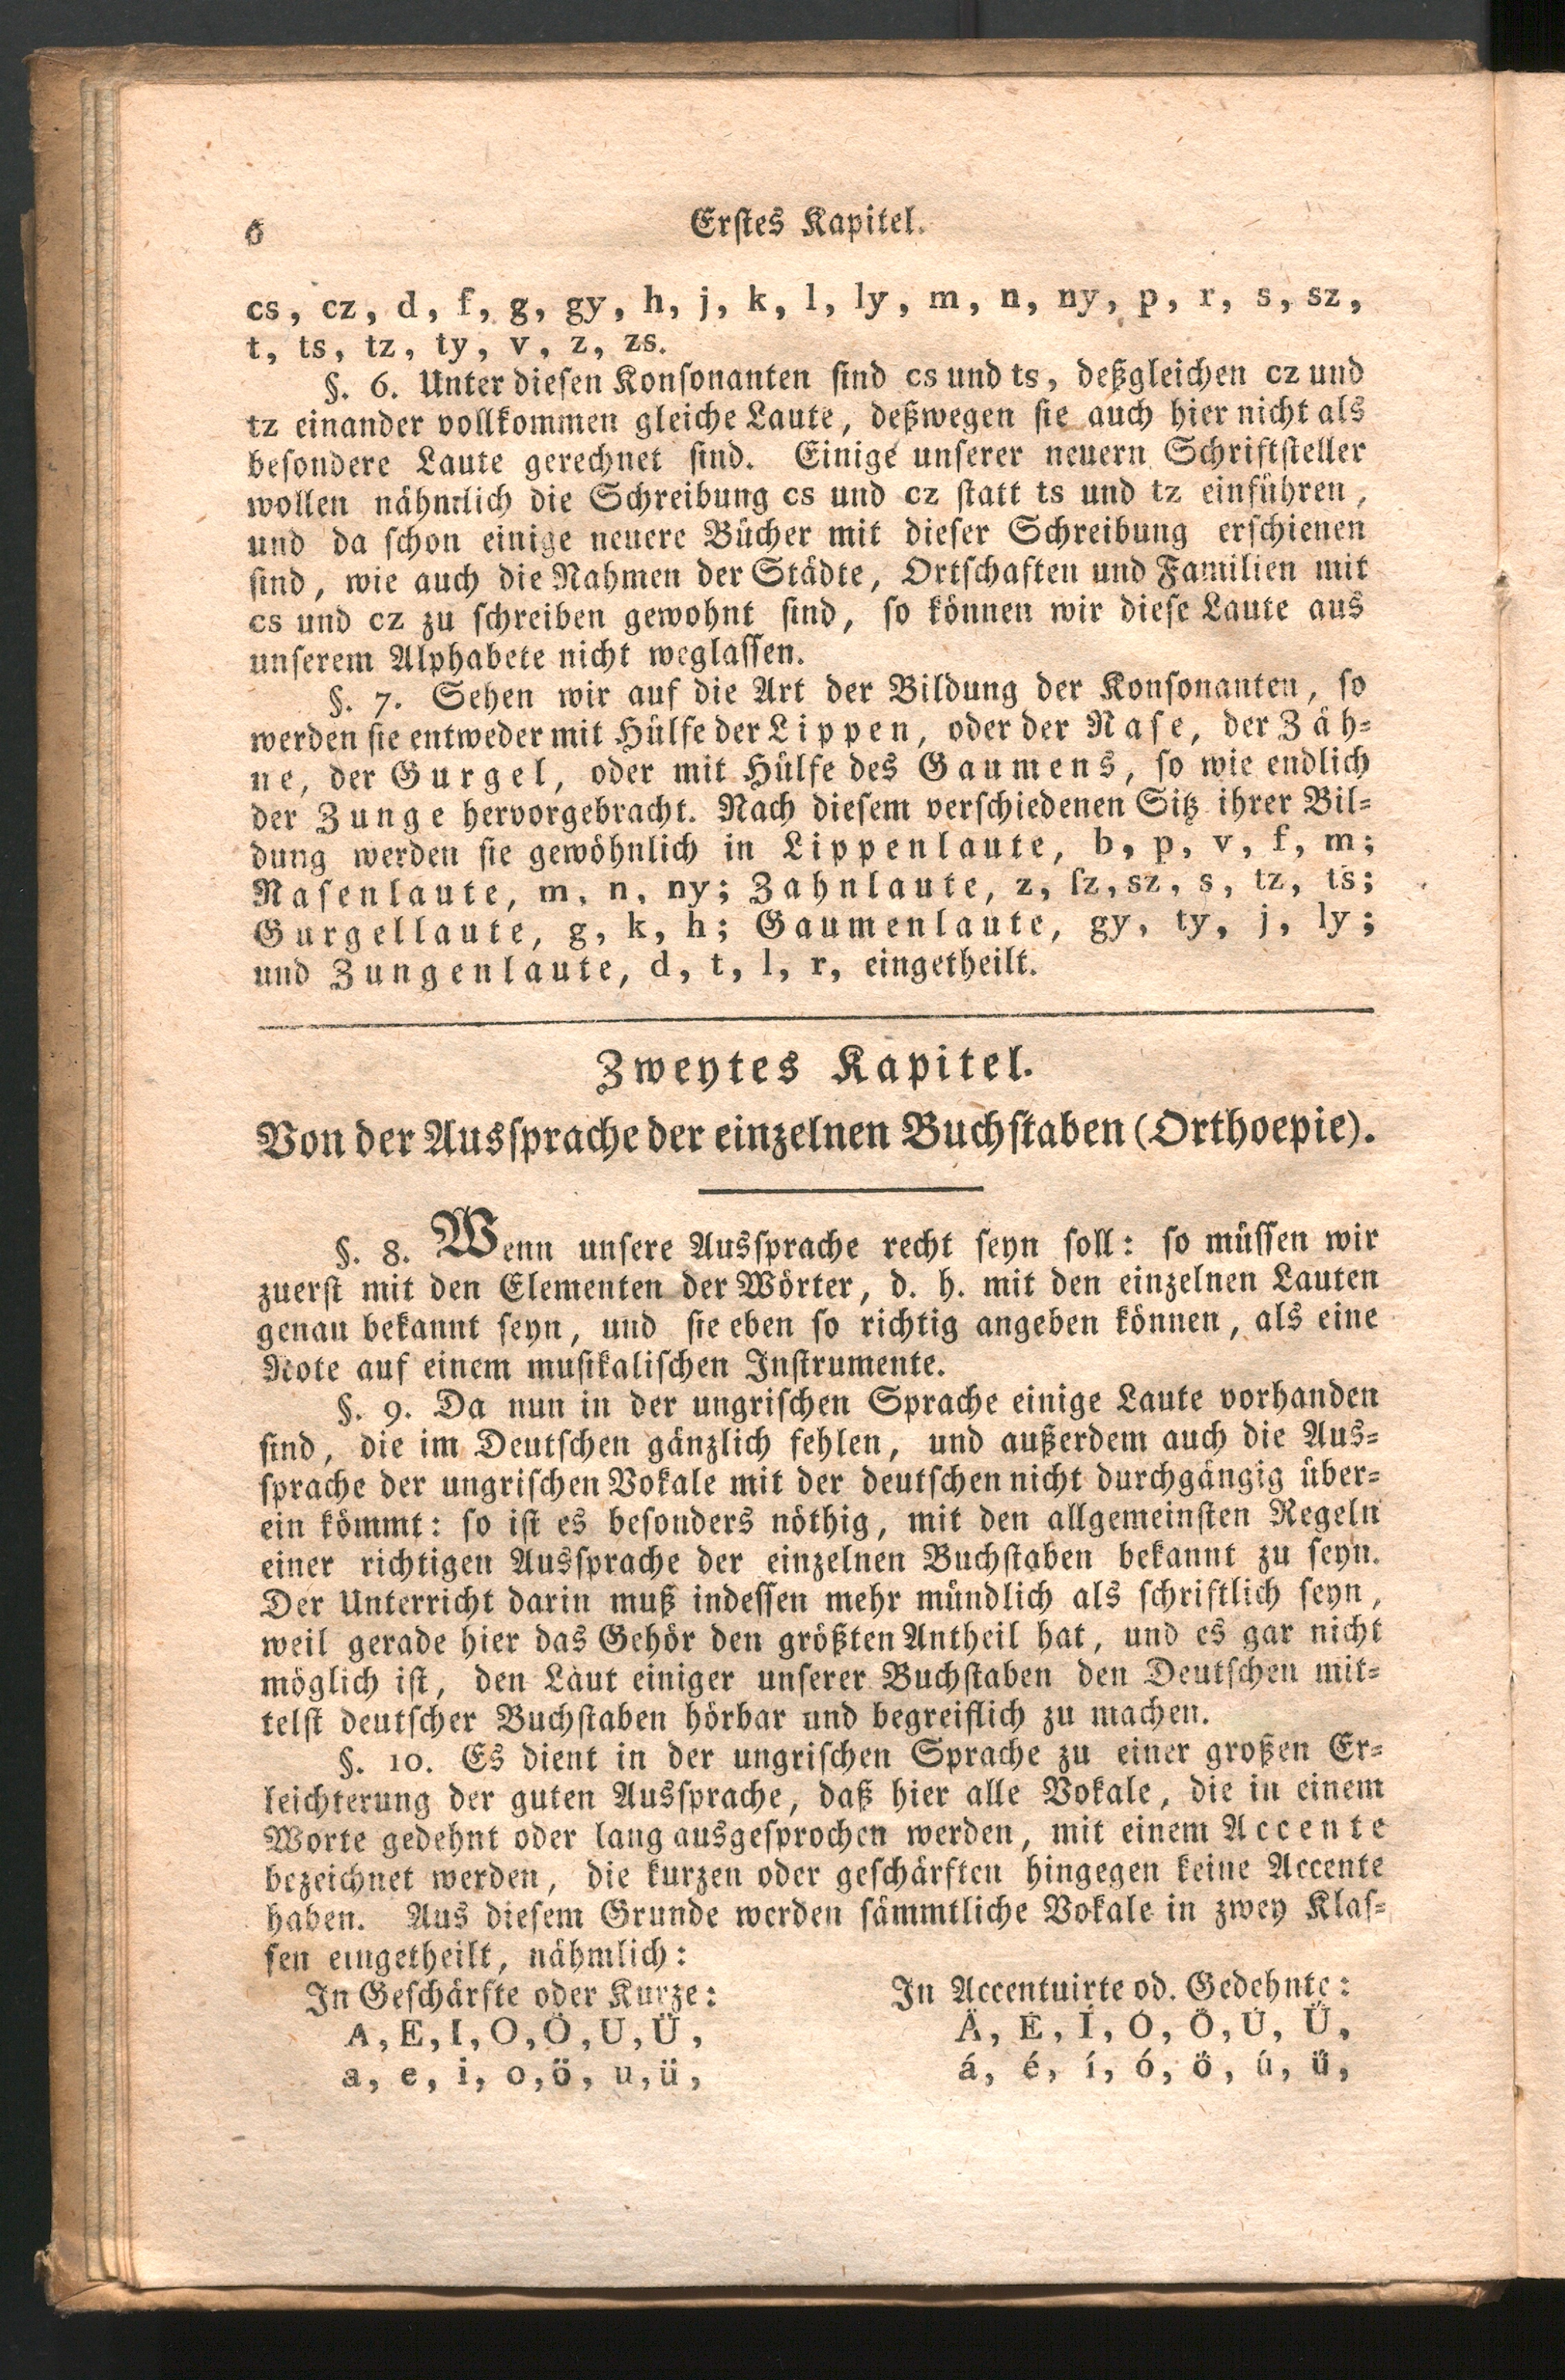 6
Erstes Kapitel.
cs, cz, d, f, g, gy, h, j, k, l, ly, m, n, ny, p, r, s, sz,
t, ts, tz, ty, v, z, zs.
§. 6. Unter diesen Konsonanten sind cs und ts, deßgleichen cz und
tz einander vollkommen gleiche Laute, deßwegen sie auch hier nicht als
besondere Laute gerechnet sind. Einige unserer neuern Schriftsteller
wollen nähmlich die Schreibung cs und cz statt ts und tz einführen,
und da schon einige neuere Bücher mit dieser Schreibung erschienen
sind, wie auch die Nahmen der Städte, Ortschaften und Familien mit
cs und cz zu schreiben gewohnt sind, so können wir diese Laute aus
unserem Alphabete nicht weglassen.
§. 7. Sehen wir auf die Art der Bildung der Konsonanten, so
werden sie entweder mit Hülfe der Lippen, oder der Nase, der Zäh-
ne, der Gurgel, oder mit Hülfe des Gaumens, so wie endlich
der Zunge hervorgebracht. Nach diesem verschiedenen Sitz ihrer Bil-
dung werden sie gewöhnlich in Lippenlaute, b, p, v, f, m;
Nasenlaute, m, n, ny; Zahnlaute, z, ſz, sz, s, tz, ts;
Gurgellaute, g, k, h; Gaumenlaute, gy, ty, j, ly;
und Zungenlaute, d, t, l, r, eingetheilt.
Zweytes Kapitel.
Von der Aussprache der einzelnen Buchstaben (Orthoepie).
§. 8. Wenn unsere Aussprache recht seyn soll: so müssen wir
zuerst mit den Elementen der Wörter, d. h. mit den einzelnen Lauten
genau bekannt seyn, und sie eben so richtig angeben können, als eine
Note auf einem musikalischen Instrumente.
§. 9. Da nun in der ungrischen Sprache einige Laute vorhanden
sind, die im Deutschen gänzlich fehlen, und außerdem auch die Aus-
sprache der ungrischen Vokale mit der deutschen nicht durchgängig über-
ein kömmt: so ist es besonders nöthig, mit den allgemeinsten Regeln
einer richtigen Aussprache der einzelnen Buchstaben bekannt zu seyn.
Der Unterricht darin muß indessen mehr mündlich als schriftlich seyn,
weil gerade hier das Gehör den größten Antheil hat, und es gar nicht
möglich ist, den Laut einiger unserer Buchstaben den Deutschen mit-
telst deutscher Buchstaben hörbar und begreiflich zu machen.
§. 10. Es dient in der ungrischen Sprache zu einer großen Er-
leichterung der guten Aussprache, daß hier alle Vokale, die in einem
Worte gedehnt oder lang ausgesprochen werden, mit einem Accente
bezeichnet werden, die kurzen oder geschärften hingegen keine Accente
haben. Aus diesem Grunde werden sämmtliche Vokale in zwey Klas-
sen eingetheilt, nähmlich:
In Geschärfte oder Kurze:
A, E, I, O, Ö, U, Ü,
a, e, i, o, ö, u, ü,
In Accentuirte od. Gedehnte:
Á, É, Í, Ó, Ő, Ú, Ű,
á, é, í, ó, ő, ú, ű,